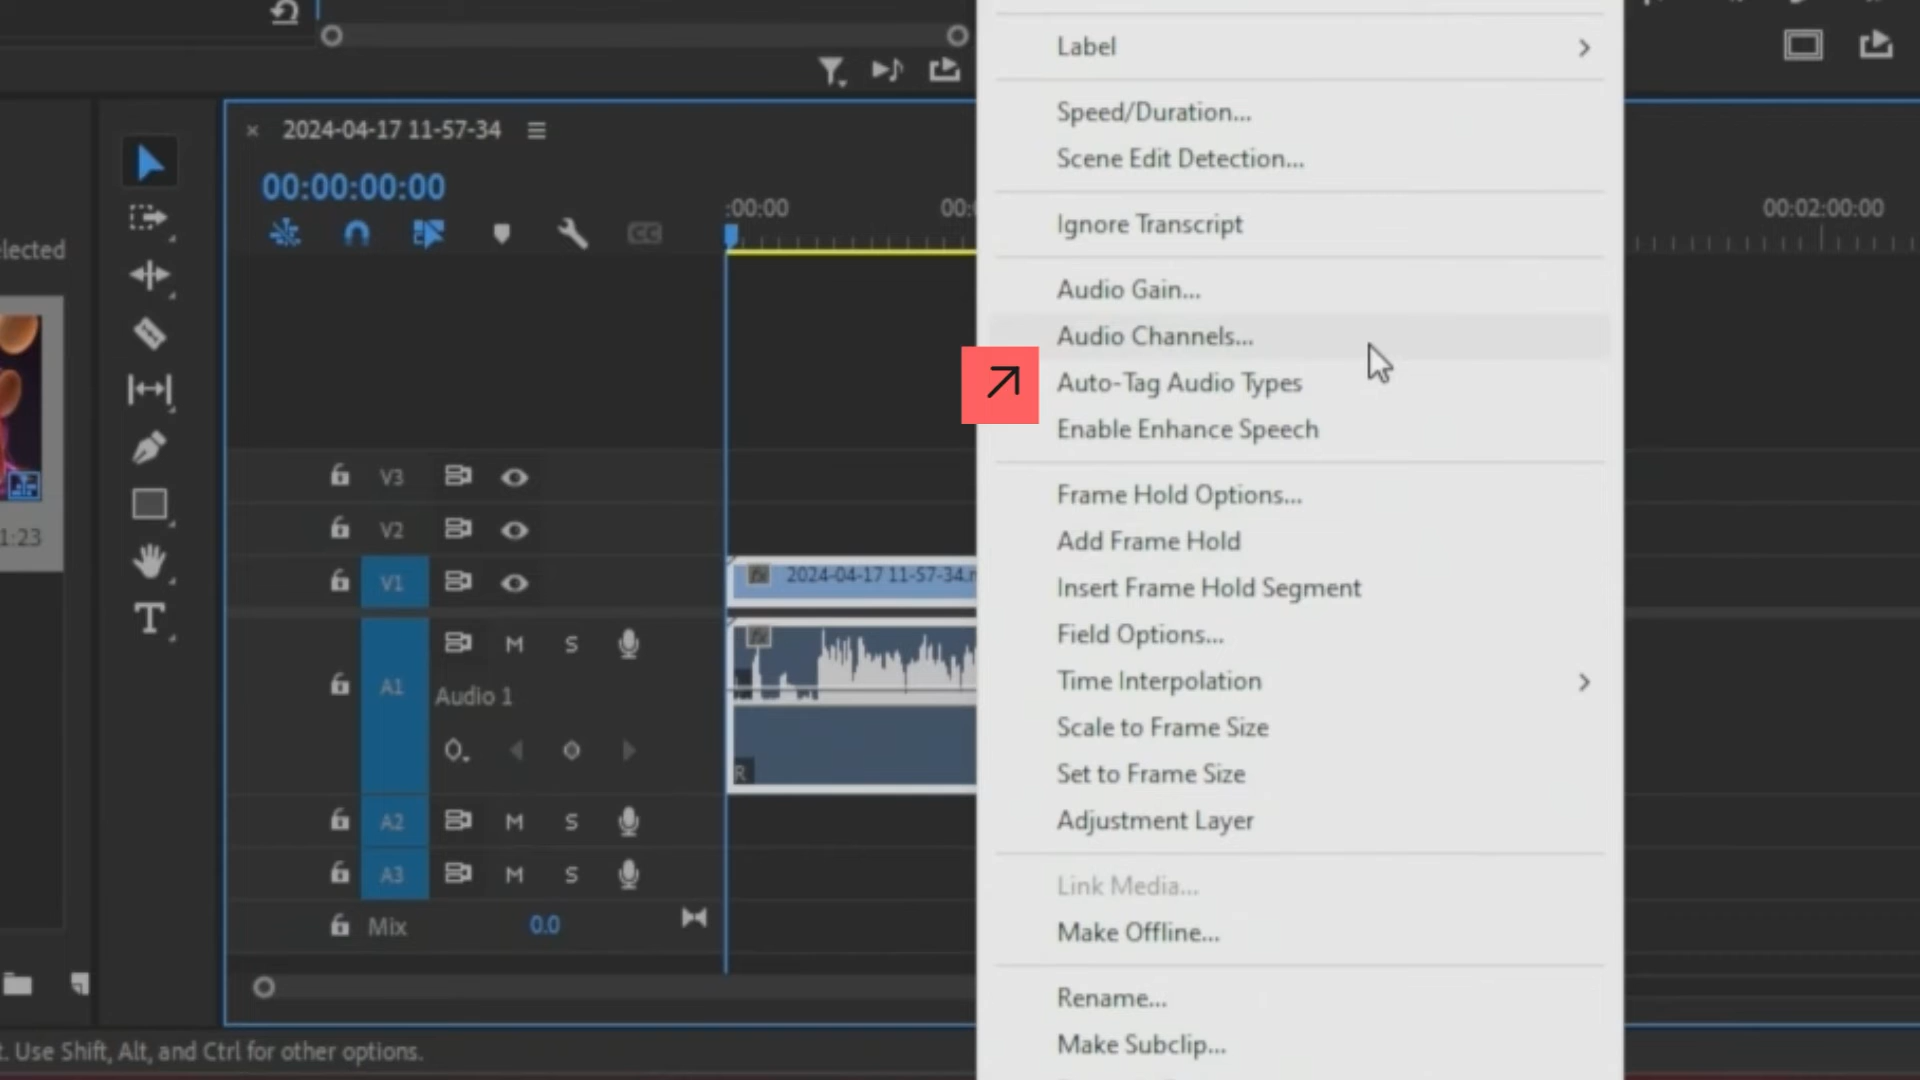 Label
2024-04-17 11-57-34
00:00:00:00
:00:00
00:02:00:00
CC
Speed/Duration...
Scene Edit Detection...
Ignore Transcript
Audio Gain...
Audio Channels...
Auto-Tag Audio Types
Enable Enhance Speech
Frame Hold Options...
Add Frame Hold
Insert Frame Hold Segment
Field Options...
Time Interpolation
Scale to Frame Size
Set to Frame Size
Adjustment Layer
Link Media...
Make Offline...
Rename...
Make Subclip...
elected
1:23
T
V3
V2
V1
fx 2024-04-17 11-57-34.
A1 M S
Audio 1
fx
R
A2 M S
A3 M S
Mix 0.0
t. Use Shift, Alt, and Ctrl for other options.